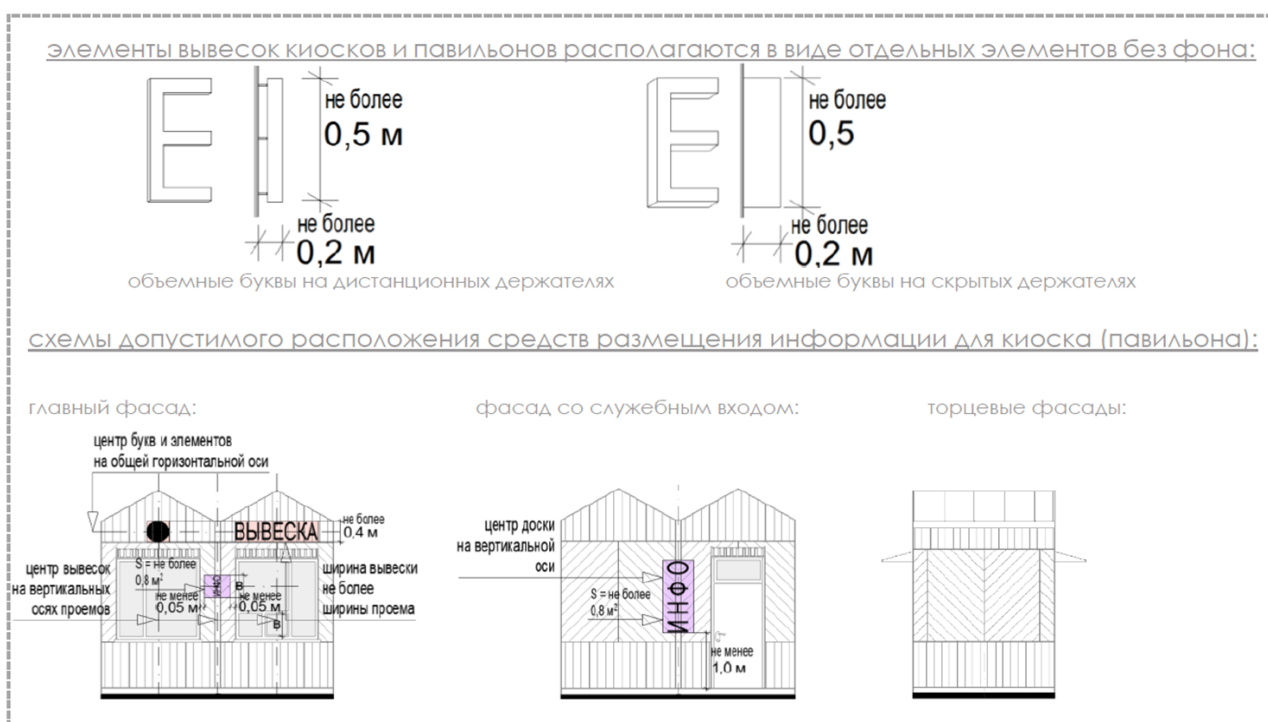 элементы вывесок киосков и павильонов располагаются в виде отдельных элементов без фона:
не более
0,5 м
не более
0,2 м
не более
0,5
не более
0,2 м
объемные буквы на дистанционных держателях
объемные буквы на скрытых держателях
схемы допустимого расположения средств размещения информации для киоска (павильона):
главный фасад:
фасад со служебным входом:
торцевые фасады:
центр букв и элементов
на общей горизонтальной оси
ВЫВЕСКА
не более
0,4 м
центр вывесок
на вертикальных
осях проемов
S = не более
0,8 м²
не менее
0,05 м
ИНФО
В
не менее
0,05 м
В
ширина вывески
не более
ширины проема
центр доски
на вертикальной
оси
S = не более
0,8 м²
ИНФО
не менее
1,0 м